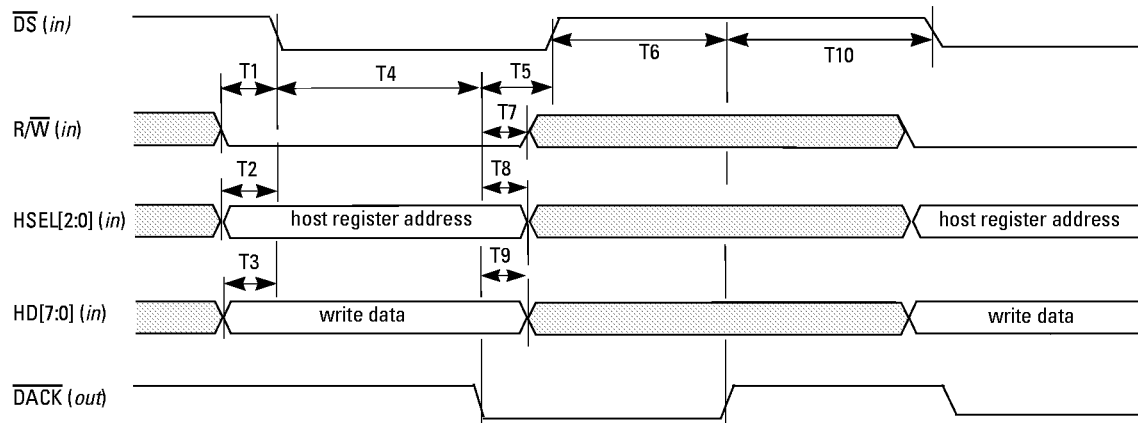 DS (in)
T6
T10
T1
T4
T5
R/W (in)
T7
T2
T8
HSEL[2:0] (in)
host register address
host register address
T3
T9
HD[7:0] (in)
write data
write data
DACK (out)